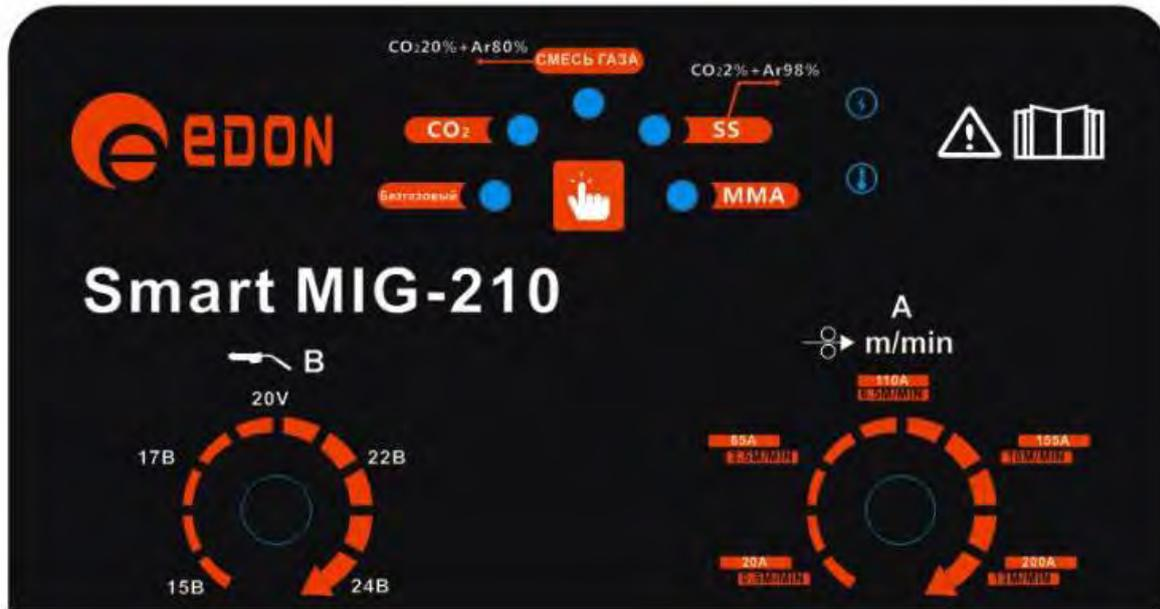 CO₂20%+Ar80%
СМЕСЬ ГАЗА
CO₂2%+Ar98%
CO₂
SS
eDON
Безгазовый
MMA
Smart MIG-210
B
A
m/min
20V
17B
22B
15B
24B
110A
6.5M/MIN
65A
3.5M/MIN
155A
10M/MIN
20A
0.5M/MIN
200A
13M/MIN